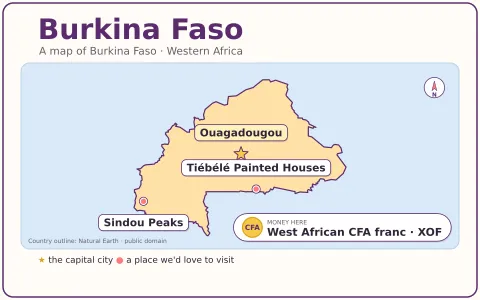 Burkina Faso
A map of Burkina Faso · Western Africa
N
Ouagadougou
Tiébélé Painted Houses
Sindou Peaks
CFA
MONEY HERE
West African CFA franc · XOF
Country outline: Natural Earth · public domain
★ the capital city ● a place we'd love to visit